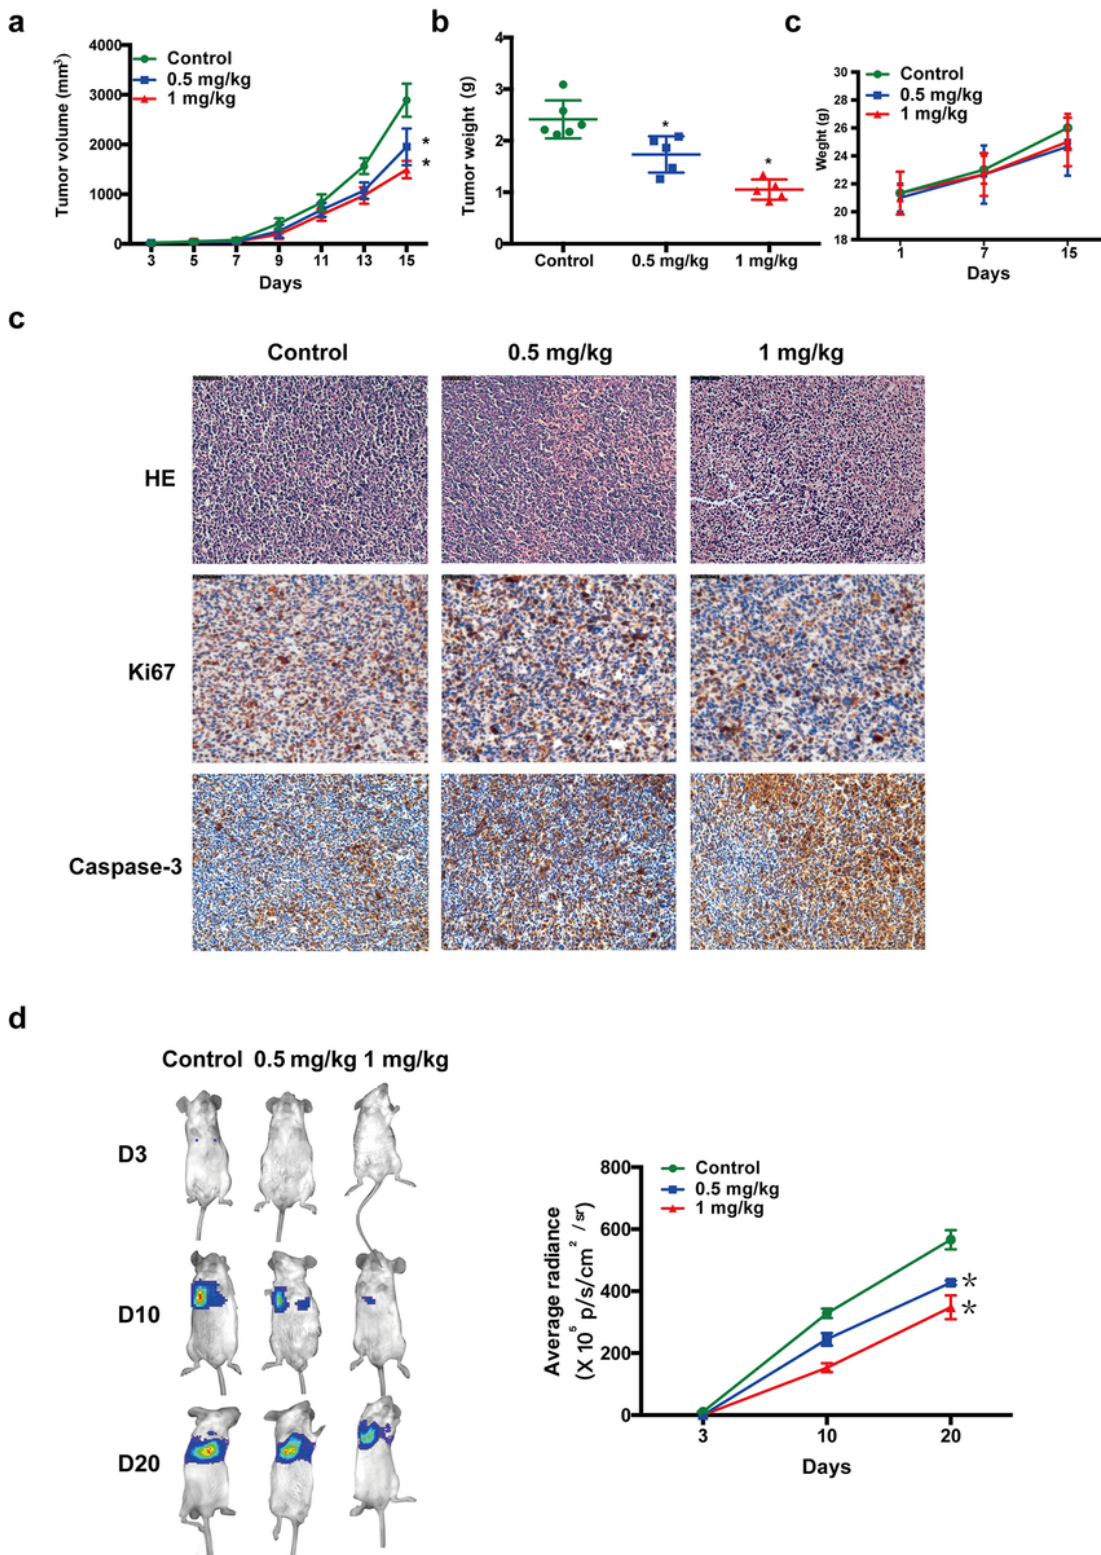 a
Tumor volume (mm³)
4000
3000
2000
1000
0
Control
0.5 mg/kg
1 mg/kg
*
*
3 5 7 9 11 13 15
Days
b
Tumor weight (g)
4
3
2
1
0
*
*
Control 0.5 mg/kg 1 mg/kg
c
Weght (g)
30
28
26
24
22
20
18
Control
0.5 mg/kg
1 mg/kg
1 7 15
Days
c
Control 0.5 mg/kg 1 mg/kg
HE
Ki67
Caspase-3
d
Control 0.5 mg/kg 1 mg/kg
D3
D10
D20
Average radiance
(X 10⁵ p/s/cm² / sr)
800
600
400
200
0
Control
0.5 mg/kg
1 mg/kg
*
*
3 10 20
Days